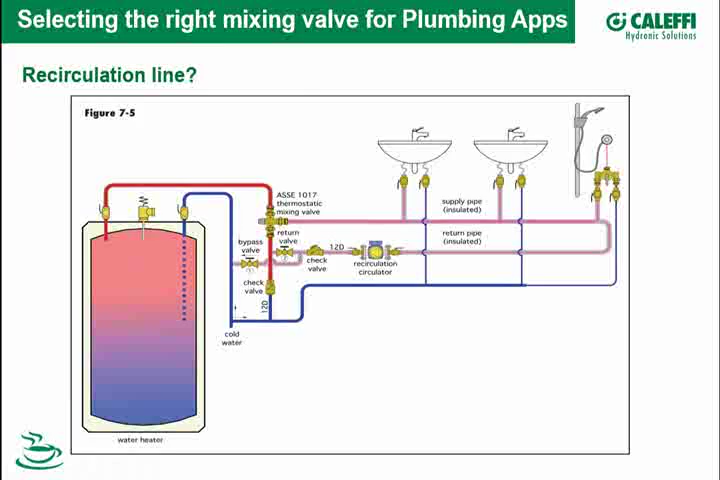 Selecting the right mixing valve for Plumbing Apps
CALEFFI
Hydronic Solutions
Recirculation line?
Figure 7-5
ASSE 1017
thermostatic
mixing valve
supply pipe
(insulated)
return
valve
bypass
valve
12D
return pipe
(insulated)
check
valve
recirculation
circulator
check
valve
12D
cold
water
water heater